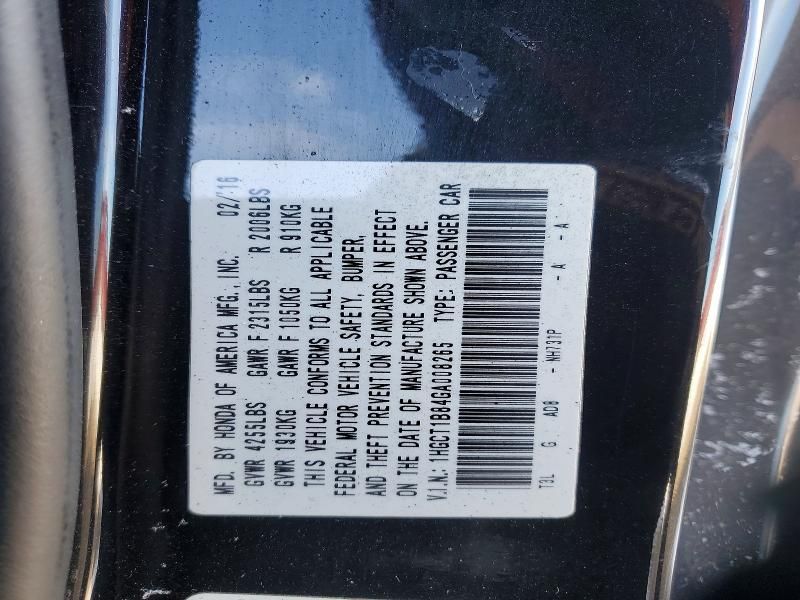 MFD. BY HONDA OF AMERICA MFG., INC. 02/'16
GVWR 4255LBS GAWR F 2315LBS R 2006LBS
GVWR 1930KG GAWR F 1050KG R 910KG
THIS VEHICLE CONFORMS TO ALL APPLICABLE
FEDERAL MOTOR VEHICLE SAFETY, BUMPER,
AND THEFT PREVENTION STANDARDS IN EFFECT
ON THE DATE OF MANUFACTURE SHOWN ABOVE.
V.I.N.: 1HGCT1B84GA008265 TYPE: PASSENGER CAR
T3L G AD8 - NH731P - A - A